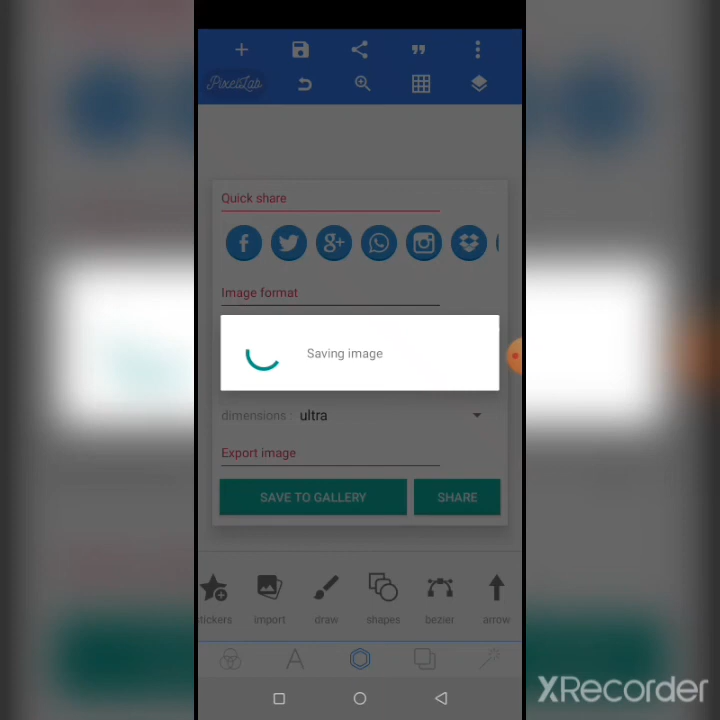 PixelLab
Quick share
Image format
Saving image
dimensions : ultra
Export image
SAVE TO GALLERY
SHARE
tickers
import
draw
shapes
bezier
arrow
XRecorder